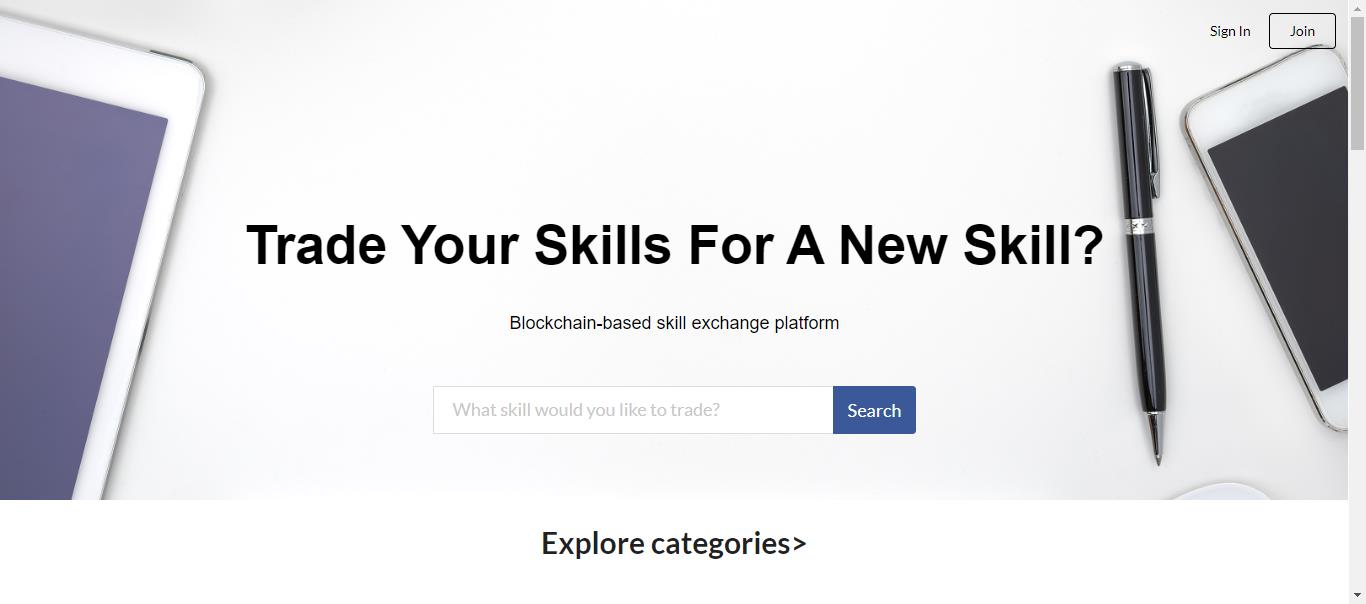 Sign In
Join
Trade Your Skills For A New Skill?
Blockchain-based skill exchange platform
What skill would you like to trade?
Search
Explore categories>